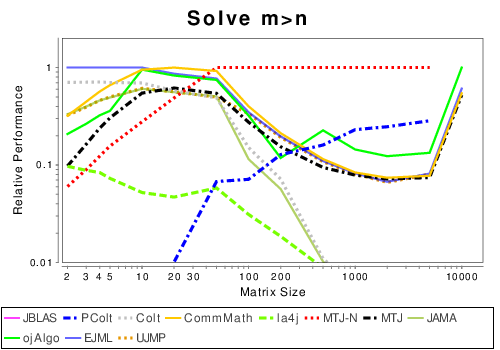 Solve m>n
Relative Performance
1
0.1
0.01
2 3 4 5 10 20 30 100 200 1000 10000
Matrix Size
JBLAS PColt Colt CommMath la4j MTJ-N MTJ JAMA
ojAlgo EJML UJMP